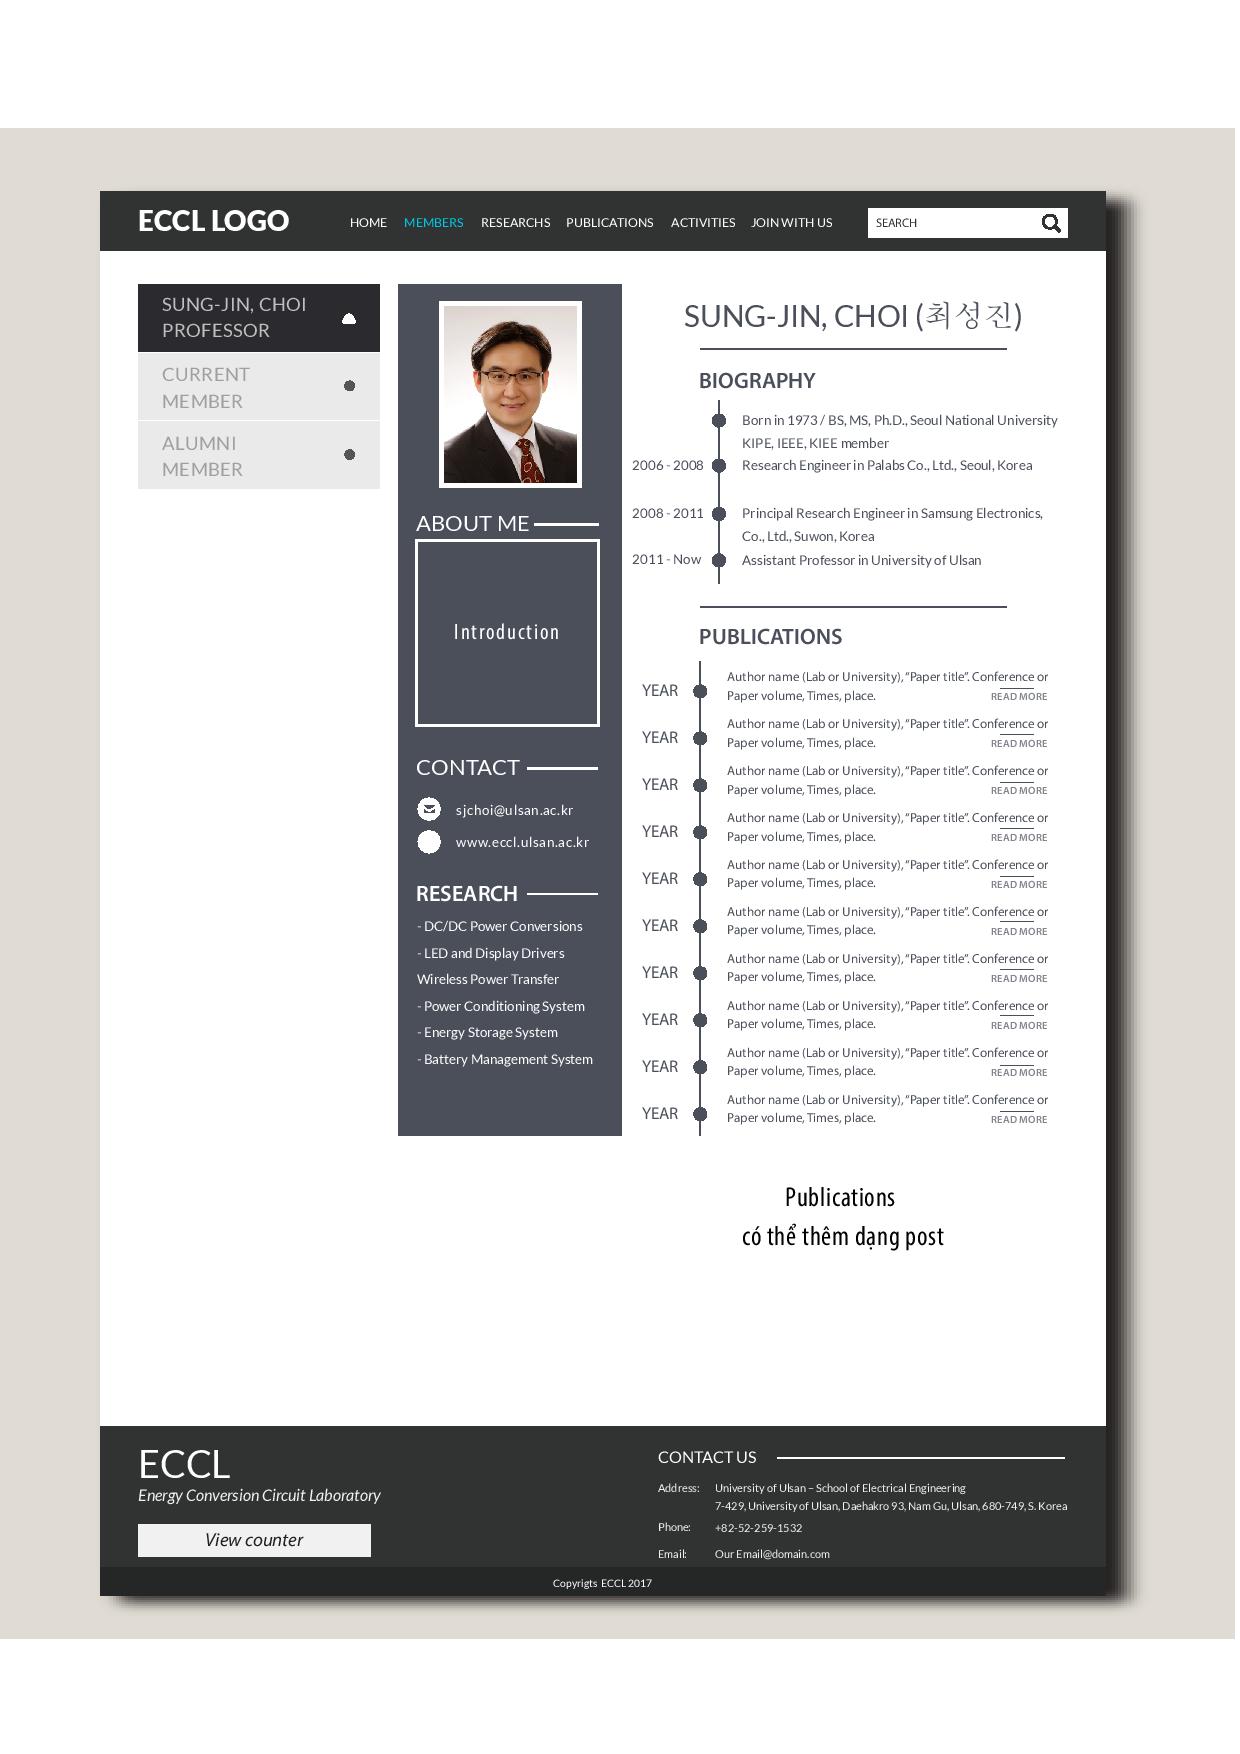 ECCL LOGO
HOME MEMBERS RESEARCHS PUBLICATIONS ACTIVITIES JOIN WITH US
SEARCH
SUNG-JIN, CHOI
PROFESSOR
CURRENT
MEMBER
ALUMNI
MEMBER
ABOUT ME
Introduction
CONTACT
sjchoi@ulsan.ac.kr
www.eccl.ulsan.ac.kr
RESEARCH
- DC/DC Power Conversions
- LED and Display Drivers
Wireless Power Transfer
- Power Conditioning System
- Energy Storage System
- Battery Management System
SUNG-JIN, CHOI (최성진)
BIOGRAPHY
Born in 1973 / BS, MS, Ph.D., Seoul National University
KIPE, IEEE, KIEE member
2006 - 2008 Research Engineer in Palabs Co., Ltd., Seoul, Korea
2008 - 2011 Principal Research Engineer in Samsung Electronics,
Co., Ltd., Suwon, Korea
2011 - Now Assistant Professor in University of Ulsan
PUBLICATIONS
YEAR
Author name (Lab or University), “Paper title”. Conference or
Paper volume, Times, place. READ MORE
YEAR
Author name (Lab or University), “Paper title”. Conference or
Paper volume, Times, place. READ MORE
YEAR
Author name (Lab or University), “Paper title”. Conference or
Paper volume, Times, place. READ MORE
YEAR
Author name (Lab or University), “Paper title”. Conference or
Paper volume, Times, place. READ MORE
YEAR
Author name (Lab or University), “Paper title”. Conference or
Paper volume, Times, place. READ MORE
YEAR
Author name (Lab or University), “Paper title”. Conference or
Paper volume, Times, place. READ MORE
YEAR
Author name (Lab or University), “Paper title”. Conference or
Paper volume, Times, place. READ MORE
YEAR
Author name (Lab or University), “Paper title”. Conference or
Paper volume, Times, place. READ MORE
YEAR
Author name (Lab or University), “Paper title”. Conference or
Paper volume, Times, place. READ MORE
YEAR
Author name (Lab or University), “Paper title”. Conference or
Paper volume, Times, place. READ MORE
Publications
có thể thêm dạng post
ECCL
Energy Conversion Circuit Laboratory
View counter
CONTACT US
Address: University of Ulsan – School of Electrical Engineering
7-429, University of Ulsan, Daehakro 93, Nam Gu, Ulsan, 680-749, S. Korea
Phone: +82-52-259-1532
Email: Our Email@domain.com
Copyrigts ECCL 2017